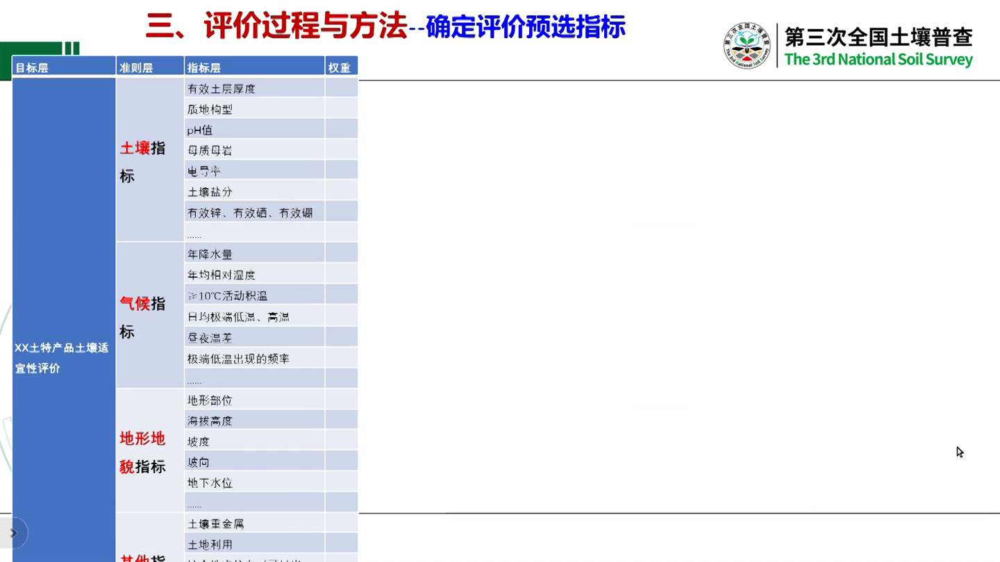 三、评价过程与方法--确定评价预选指标
第三次全国土壤普查
The 3rd National Soil Survey
目标层 准则层 指标层 权重
XX土特产品土壤适
宜性评价
土壤指
标
有效土层厚度
质地构型
pH值
母质母岩
电导率
土壤盐分
有效锌、有效硒、有效硼
......
气候指
标
年降水量
年均相对湿度
≥10℃活动积温
日均极端低温、高温
昼夜温差
极端低温出现的频率
......
地形地
貌指标
地形部位
海拔高度
坡度
坡向
地下水位
......
其他指
土壤重金属
土地利用